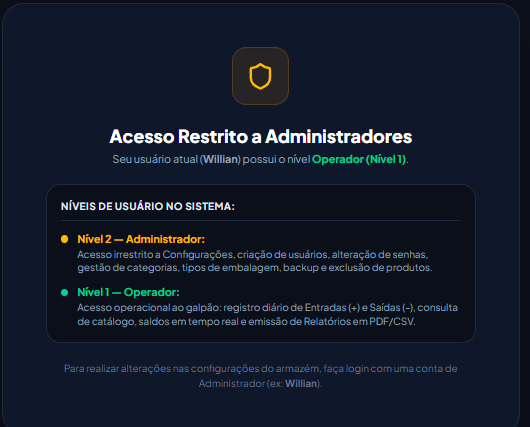 Acesso Restrito a Administradores
Seu usuário atual (Willian) possui o nível Operador (Nível 1).
NÍVEIS DE USUÁRIO NO SISTEMA:
Nível 2 — Administrador:
Acesso irrestrito a Configurações, criação de usuários, alteração de senhas,
gestão de categorias, tipos de embalagem, backup e exclusão de produtos.
Nível 1 — Operador:
Acesso operacional ao galpão: registro diário de Entradas (+) e Saídas (-), consulta
de catálogo, saldos em tempo real e emissão de Relatórios em PDF/CSV.
Para realizar alterações nas configurações do armazém, faça login com uma conta de
Administrador (ex: Willian).